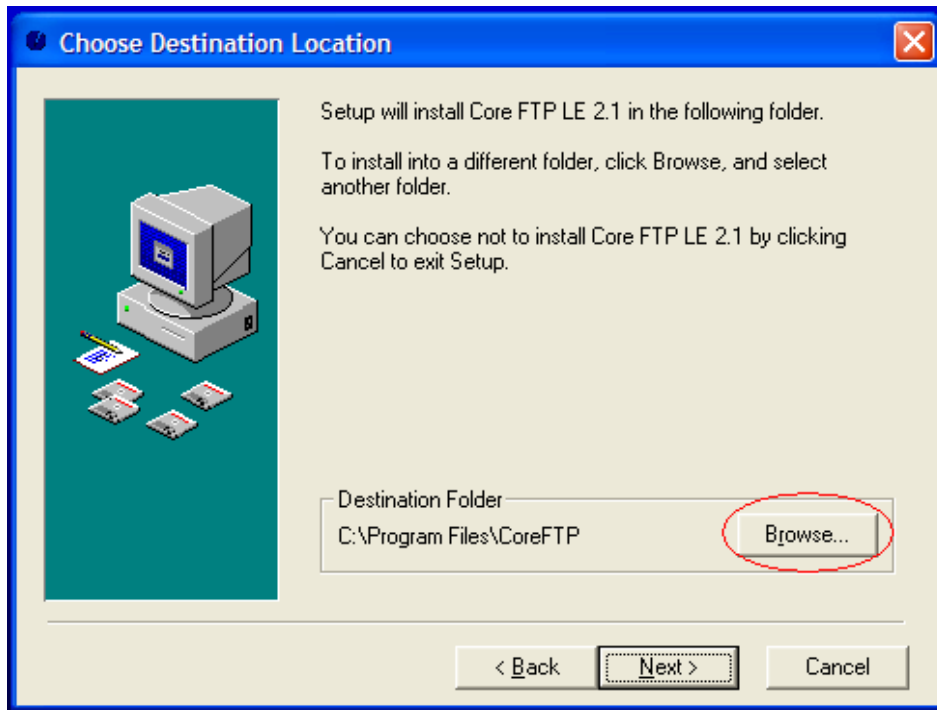 Choose Destination Location
Setup will install Core FTP LE 2.1 in the following folder.
To install into a different folder, click Browse, and select
another folder.
You can choose not to install Core FTP LE 2.1 by clicking
Cancel to exit Setup.
Destination Folder
C:\Program Files\CoreFTP
Browse...
< Back
Next >
Cancel